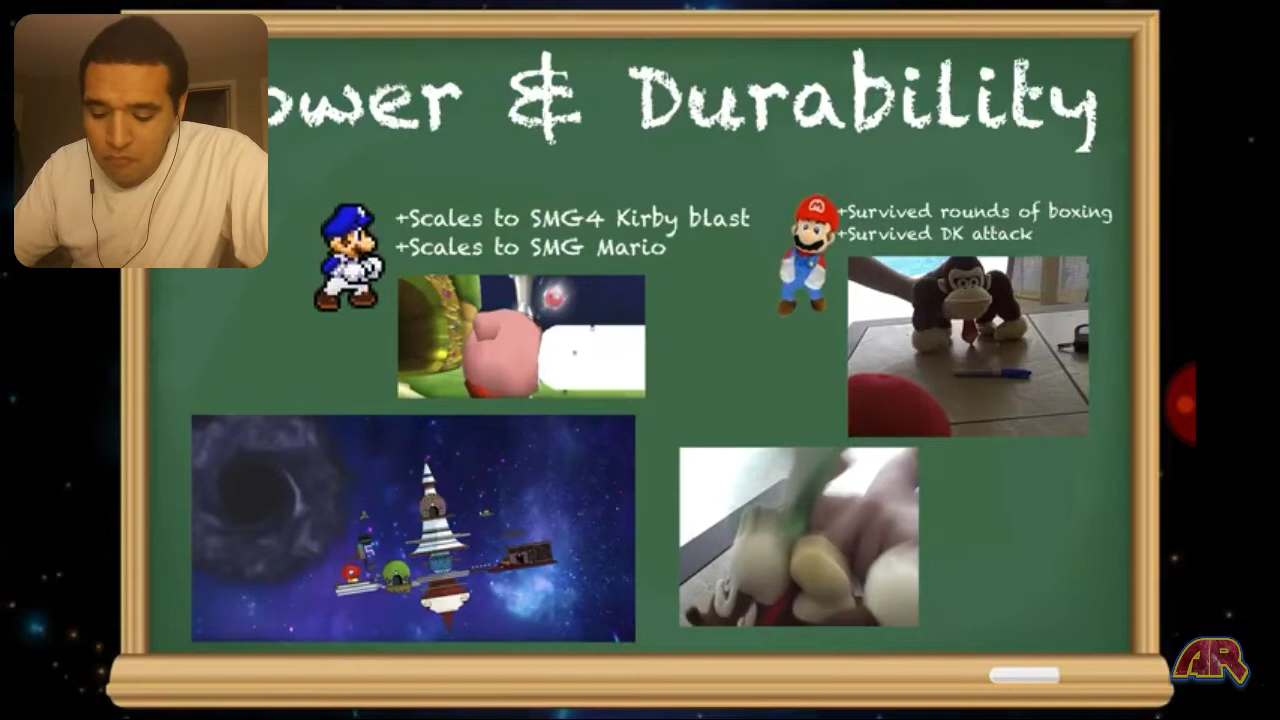 ower & Durability
+Scales to SMG4 Kirby blast
+Scales to SMG Mario
+Survived rounds of boxing
+Survived DK attack
AR